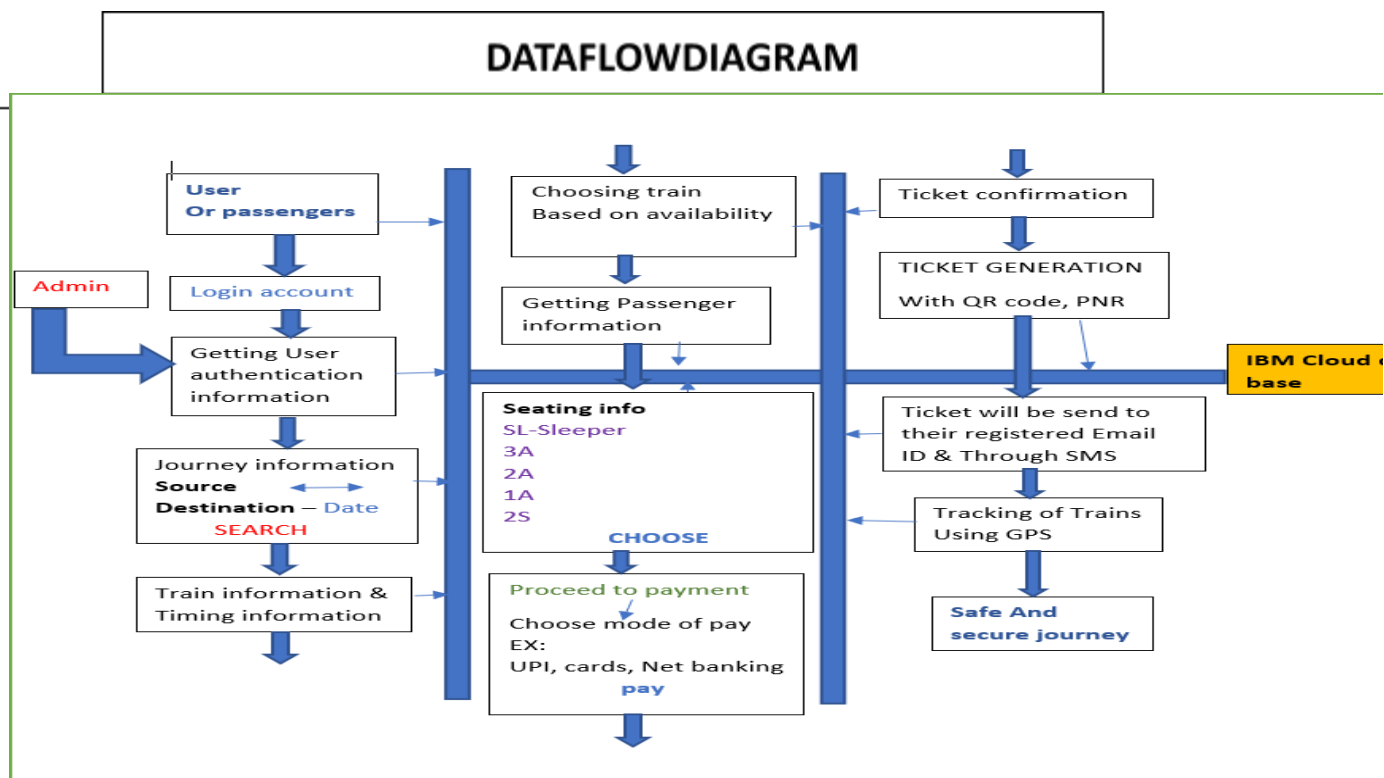 DATAFLOWDIAGRAM
User
Or passengers
Login account
Admin
Getting User
authentication
information
Journey information
Source
Destination – Date
SEARCH
Train information &
Timing information
Choosing train
Based on availability
Getting Passenger
information
Seating info
SL-Sleeper
3A
2A
1A
2S
CHOOSE
Proceed to payment
Choose mode of pay
EX:
UPI, cards, Net banking
pay
Ticket confirmation
TICKET GENERATION
With QR code, PNR
Ticket will be send to
their registered Email
ID & Through SMS
Tracking of Trains
Using GPS
Safe And
secure journey
IBM Cloud
base